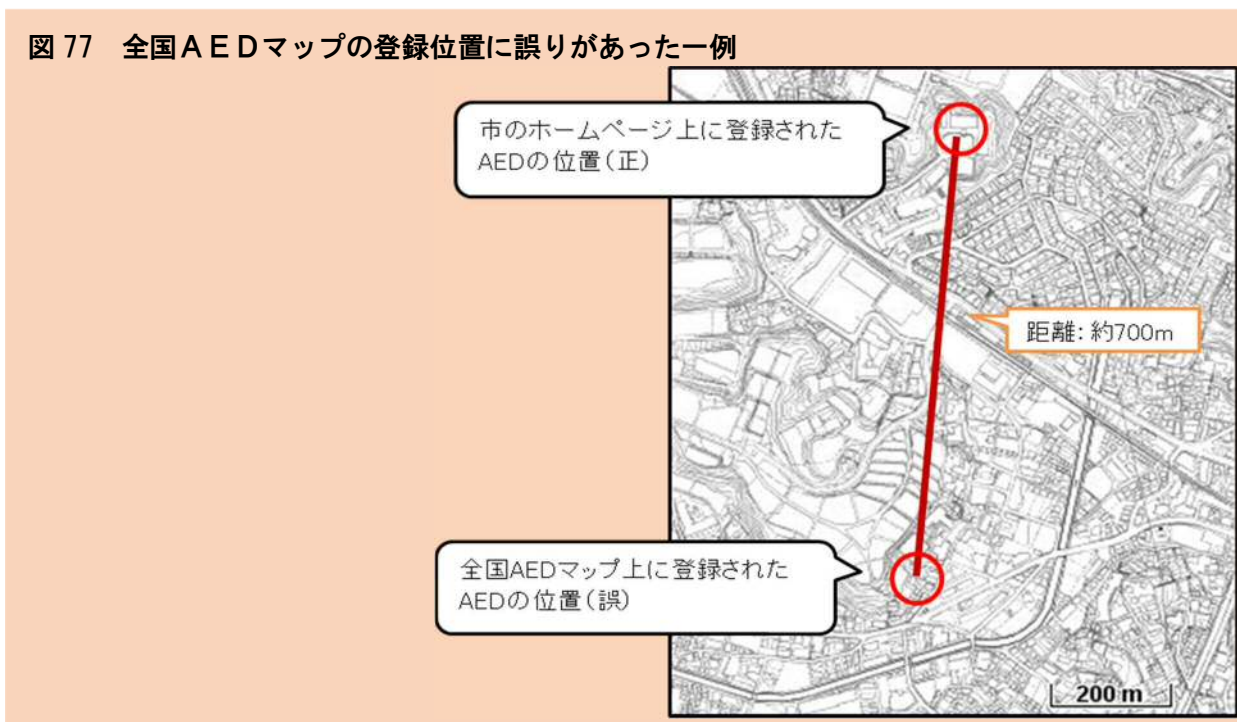 図 77　全国ＡＥＤマップの登録位置に誤りがあった一例
市のホームページ上に登録された
AEDの位置(正)
距離: 約700m
全国AEDマップ上に登録された
AEDの位置(誤)
200 m